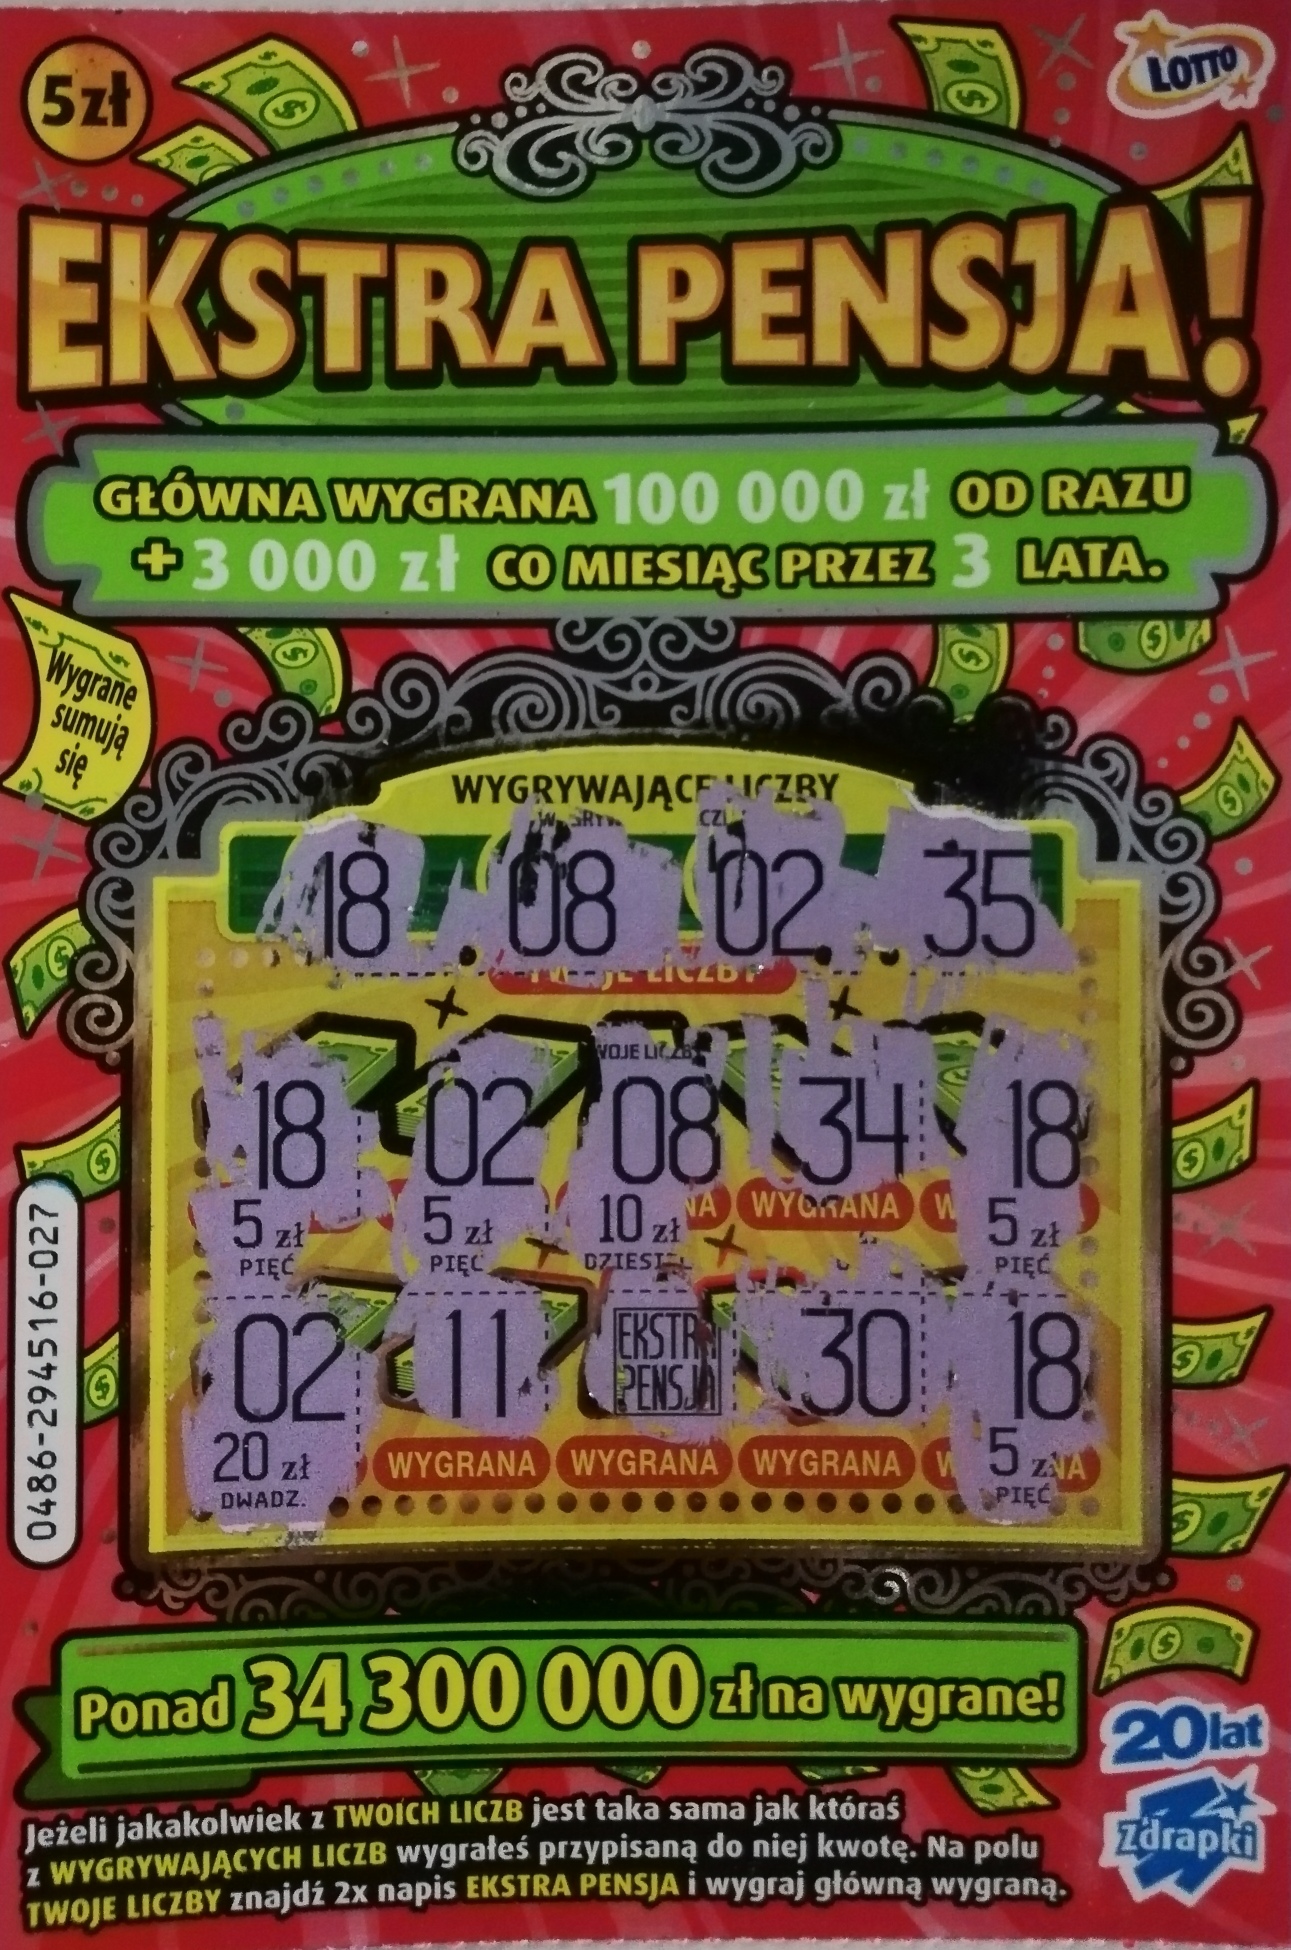 5zł
LOTTO
EKSTRA PENSJA!
GŁÓWNA WYGRANA 100 000 zł OD RAZU
+ 3 000 zł CO MIESIĄC PRZEZ 3 LATA.
Wygrane
sumują
się
WYGRYWAJĄCE LICZBY
18 08 02 35
TWOJE LICZBY
TWOJE LICZBY
18 02 08 34 18
WYGRANA
5 zł 5 zł 10 zł 5 zł
PIĘĆ PIĘĆ PIĘĆ
02 11 EKSTRA 30 18
PENSJA
20 zł WYGRANA WYGRANA WYGRANA 5 zł
DWADZ. PIĘĆ
0486-294516-027
Ponad 34 300 000 zł na wygrane!
20lat
zdrapki
Jeżeli jakakolwiek z TWOICH LICZB jest taka sama jak któraś
z WYGRYWAJĄCYCH LICZB wygrałeś przypisaną do niej kwotę. Na polu
TWOJE LICZBY znajdź 2x napis EKSTRA PENSJA i wygraj główną wygraną.